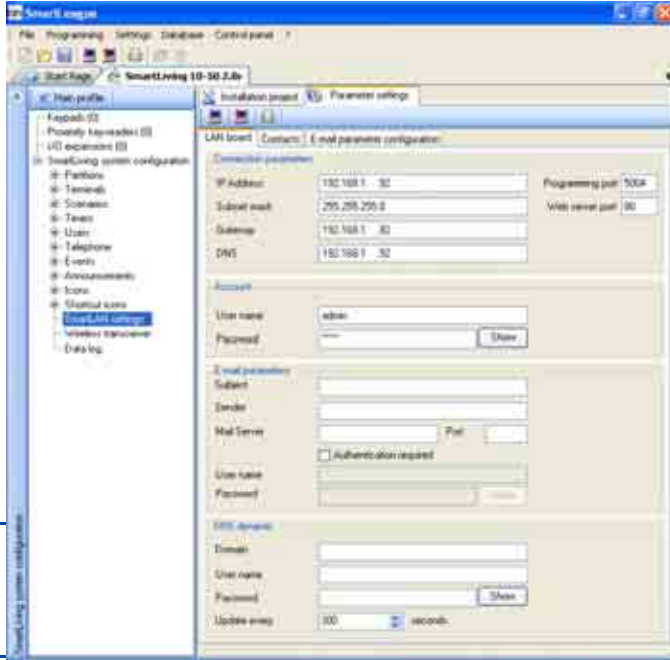 SmartLeague
File Programming Settings Database Control panel ?
Start Page SmartLiving 10-50 2.0x
Main profile
Installation project Parameter settings
Keypads (0)
Proximity key-readers (0)
I/O expansions (0)
SmartLiving system configuration
Partitions
Terminals
Scenarios
Timers
Users
Telephone
Events
Announcements
Icons
Shortcut icons
SmartLAN settings
Wireless transceiver
Data log
SmartLiving system configuration
LAN board Contacts E-mail parameter configuration
Connection parameters
IP Address 192.168.1 .92 Programming port 5004
Subnet mask 255.255.255.0 Web server port 80
Gateway 192.168.1 .92
DNS 192.168.1 .92
Account
User name admin
Password Show
E-mail parameters
Subject
Sender
Mail Server Port
Authentication required
User name
Password
DNS dynamic
Domain
User name
Password Show
Update every 300 seconds